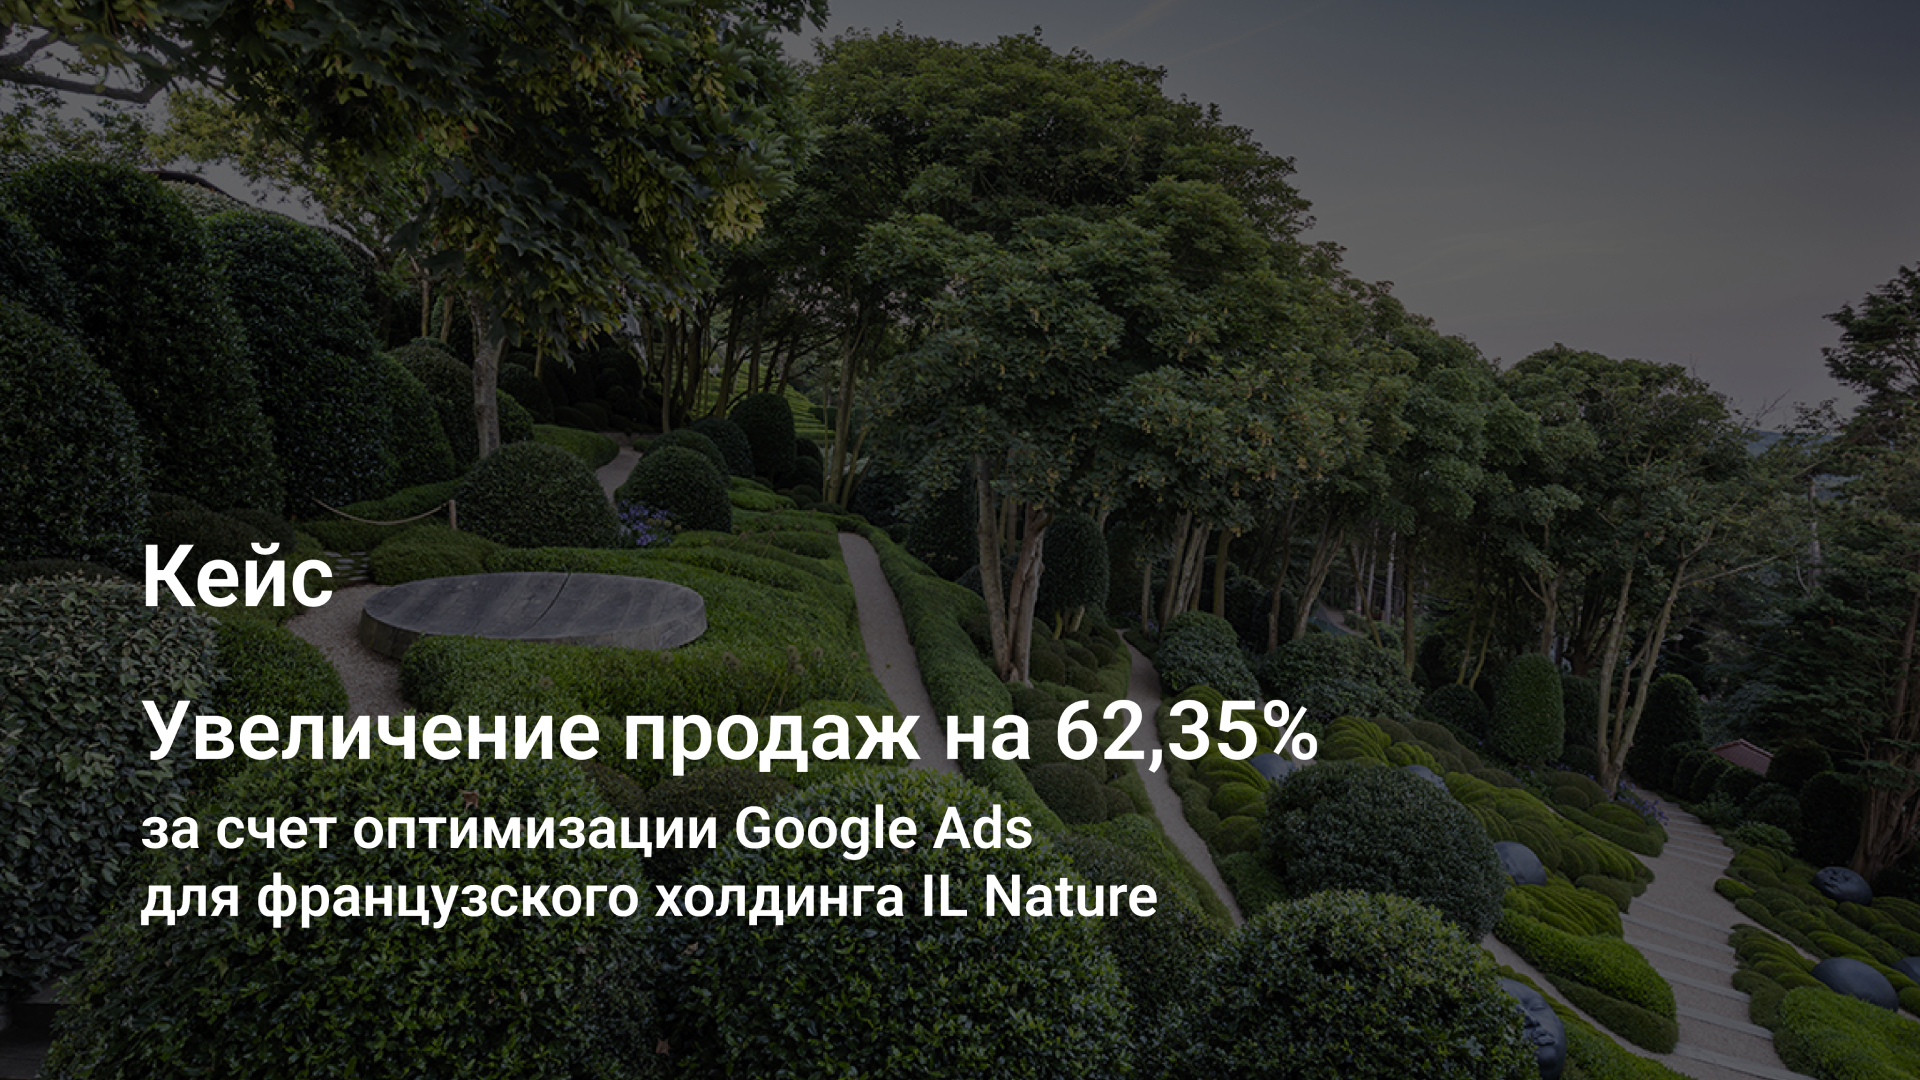 Кейс
Увеличение продаж на 62,35%
за счет оптимизации Google Ads
для французского холдинга IL Nature